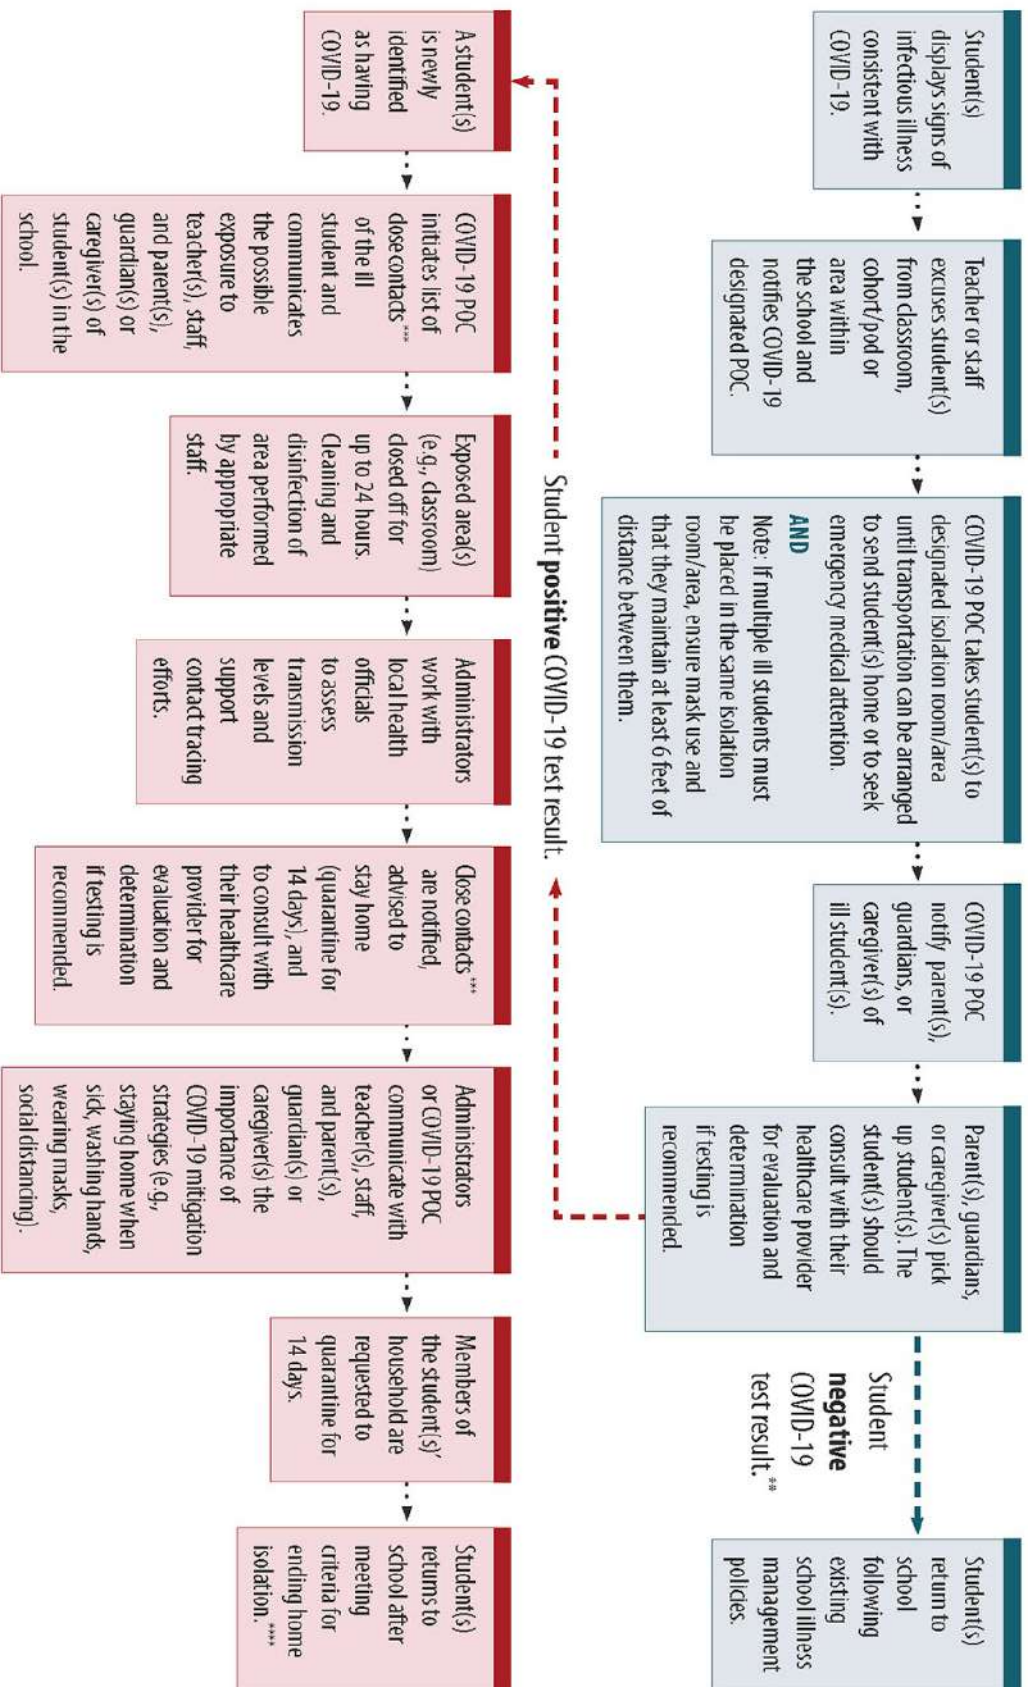 Student(s)
displays signs of
infectious illness
consistent with
COVID-19.
Teacher or staff
excuses student(s)
from classroom,
cohort/pod or
area within
the school and
notifies COVID-19
designated POC.
COVID-19 POC takes student(s) to
designated isolation room/area
until transportation can be arranged
to send student(s) home or to seek
emergency medical attention.
AND
Note: If multiple ill students must
be placed in the same isolation
room/area, ensure mask use and
that they maintain at least 6 feet of
distance between them.
COVID-19 POC
notify parent(s),
guardians, or
caregiver(s) of
ill student(s).
Parent(s), guardians,
or caregiver(s) pick
up student(s). The
student(s) should
consult with their
healthcare provider
for evaluation and
determination
if testing is
recommended.
Student
negative
COVID-19
test result.**
Student(s)
return to
school
following
existing
school illness
management
policies.
Student positive COVID-19 test result.
A student(s)
is newly
identified
as having
COVID-19.
COVID-19 POC
initiates list of
close contacts***
of the ill
student and
communicates
the possible
exposure to
teacher(s), staff,
and parent(s),
guardian(s) or
caregiver(s) of
student(s) in the
school.
Exposed area(s)
(e.g., classroom)
closed off for
up to 24 hours.
Cleaning and
disinfection of
area performed
by appropriate
staff.
Administrators
work with
local health
officials
to assess
transmission
levels and
support
contact tracing
efforts.
Close contacts***
are notified,
advised to
stay home
(quarantine for
14 days), and
to consult with
their healthcare
provider for
evaluation and
determination
if testing is
recommended.
Administrators
or COVID-19 POC
communicate with
teacher(s), staff,
and parent(s),
guardian(s) or
caregiver(s) the
importance of
COVID-19 mitigation
strategies (e.g.,
staying home when
sick, washing hands,
wearing masks,
social distancing).
Members of
the student(s)'
household are
requested to
quarantine for
14 days.
Student(s)
returns to
school after
meeting
criteria for
ending home
isolation.****